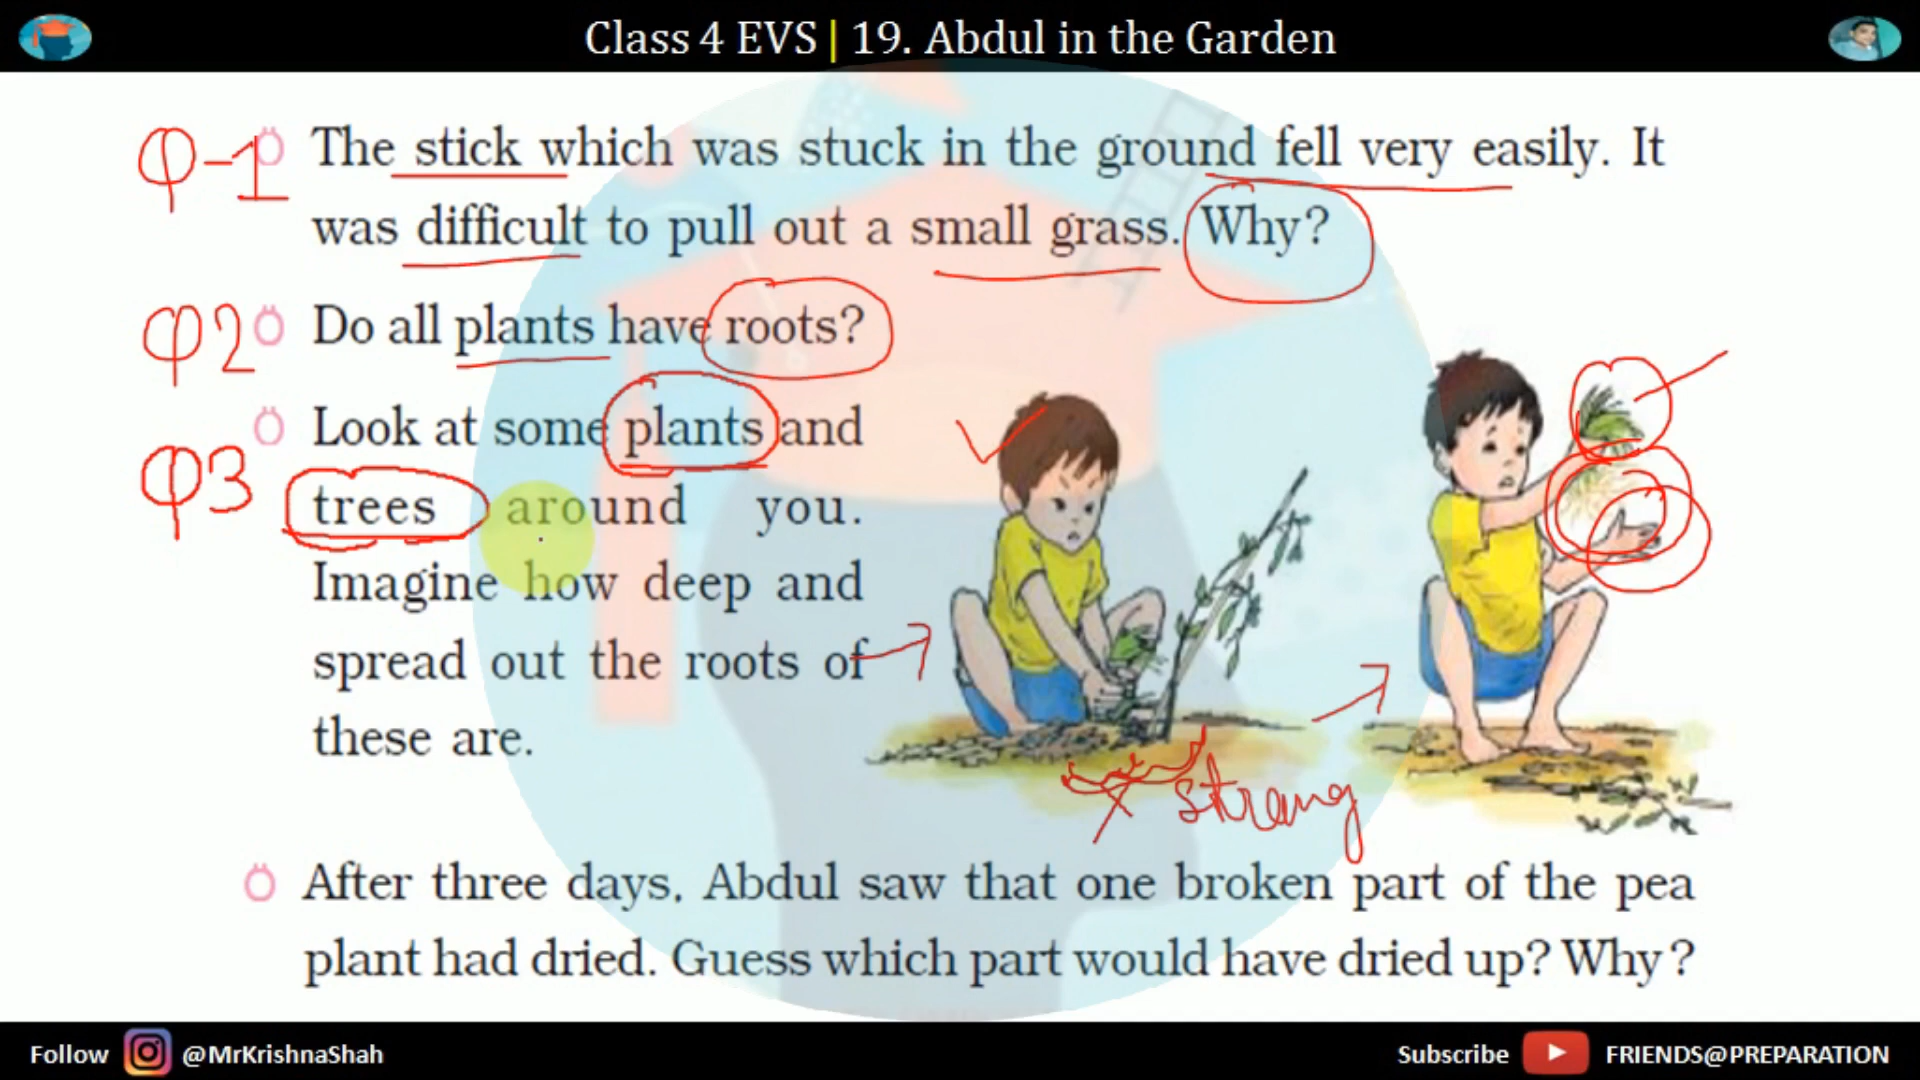 Class 4 EVS | 19. Abdul in the Garden
Q-1 The stick which was stuck in the ground fell very easily. It
was difficult to pull out a small grass. Why?
Q2 Do all plants have roots?
Look at some plants and
Q3 trees around you.
Imagine how deep and
spread out the roots of
these are.
strong
After three days, Abdul saw that one broken part of the pea
plant had dried. Guess which part would have dried up? Why?
Follow @MrKrishnaShah Subscribe FRIENDS@PREPARATION